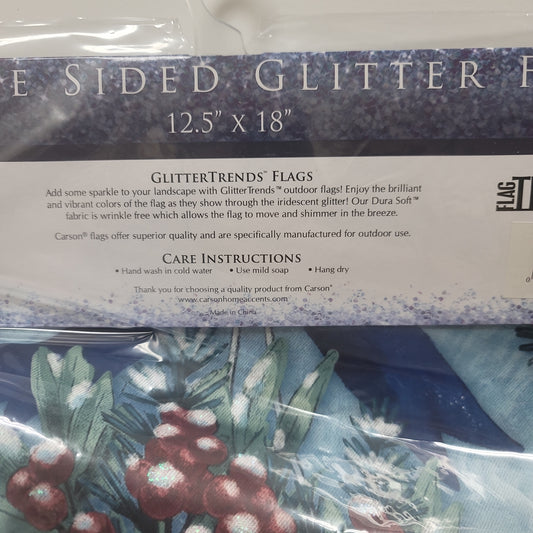 E SIDED GLITTER F
12.5" X 18"
GLITTERTRENDS™ FLAGS
Add some sparkle to your landscape with GlitterTrends™ outdoor flags! Enjoy the brilliant
and vibrant colors of the flag as they show through the iridescent glitter! Our Dura Soft™
fabric is wrinkle free which allows the flag to move and shimmer in the breeze.
Carson® flags offer superior quality and are specifically manufactured for outdoor use.
CARE INSTRUCTIONS
• Hand wash in cold water • Use mild soap • Hang dry
Thank you for choosing a quality product from Carson®
www.carsonhomeaccents.com
Made in China
FLAG